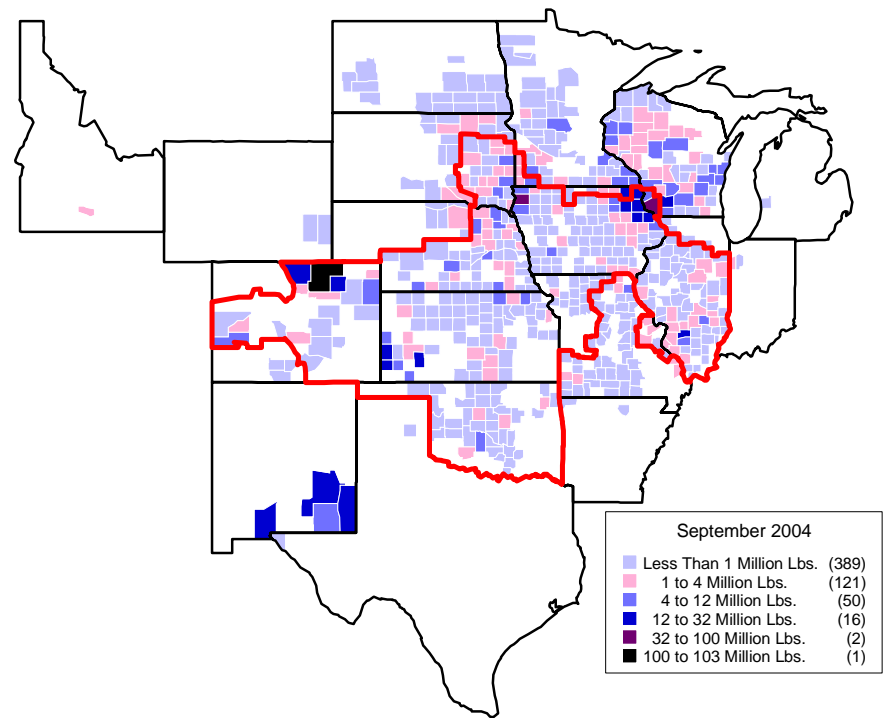 September 2004
Less Than 1 Million Lbs. (389)
1 to 4 Million Lbs. (121)
4 to 12 Million Lbs. (50)
12 to 32 Million Lbs. (16)
32 to 100 Million Lbs. (2)
100 to 103 Million Lbs. (1)